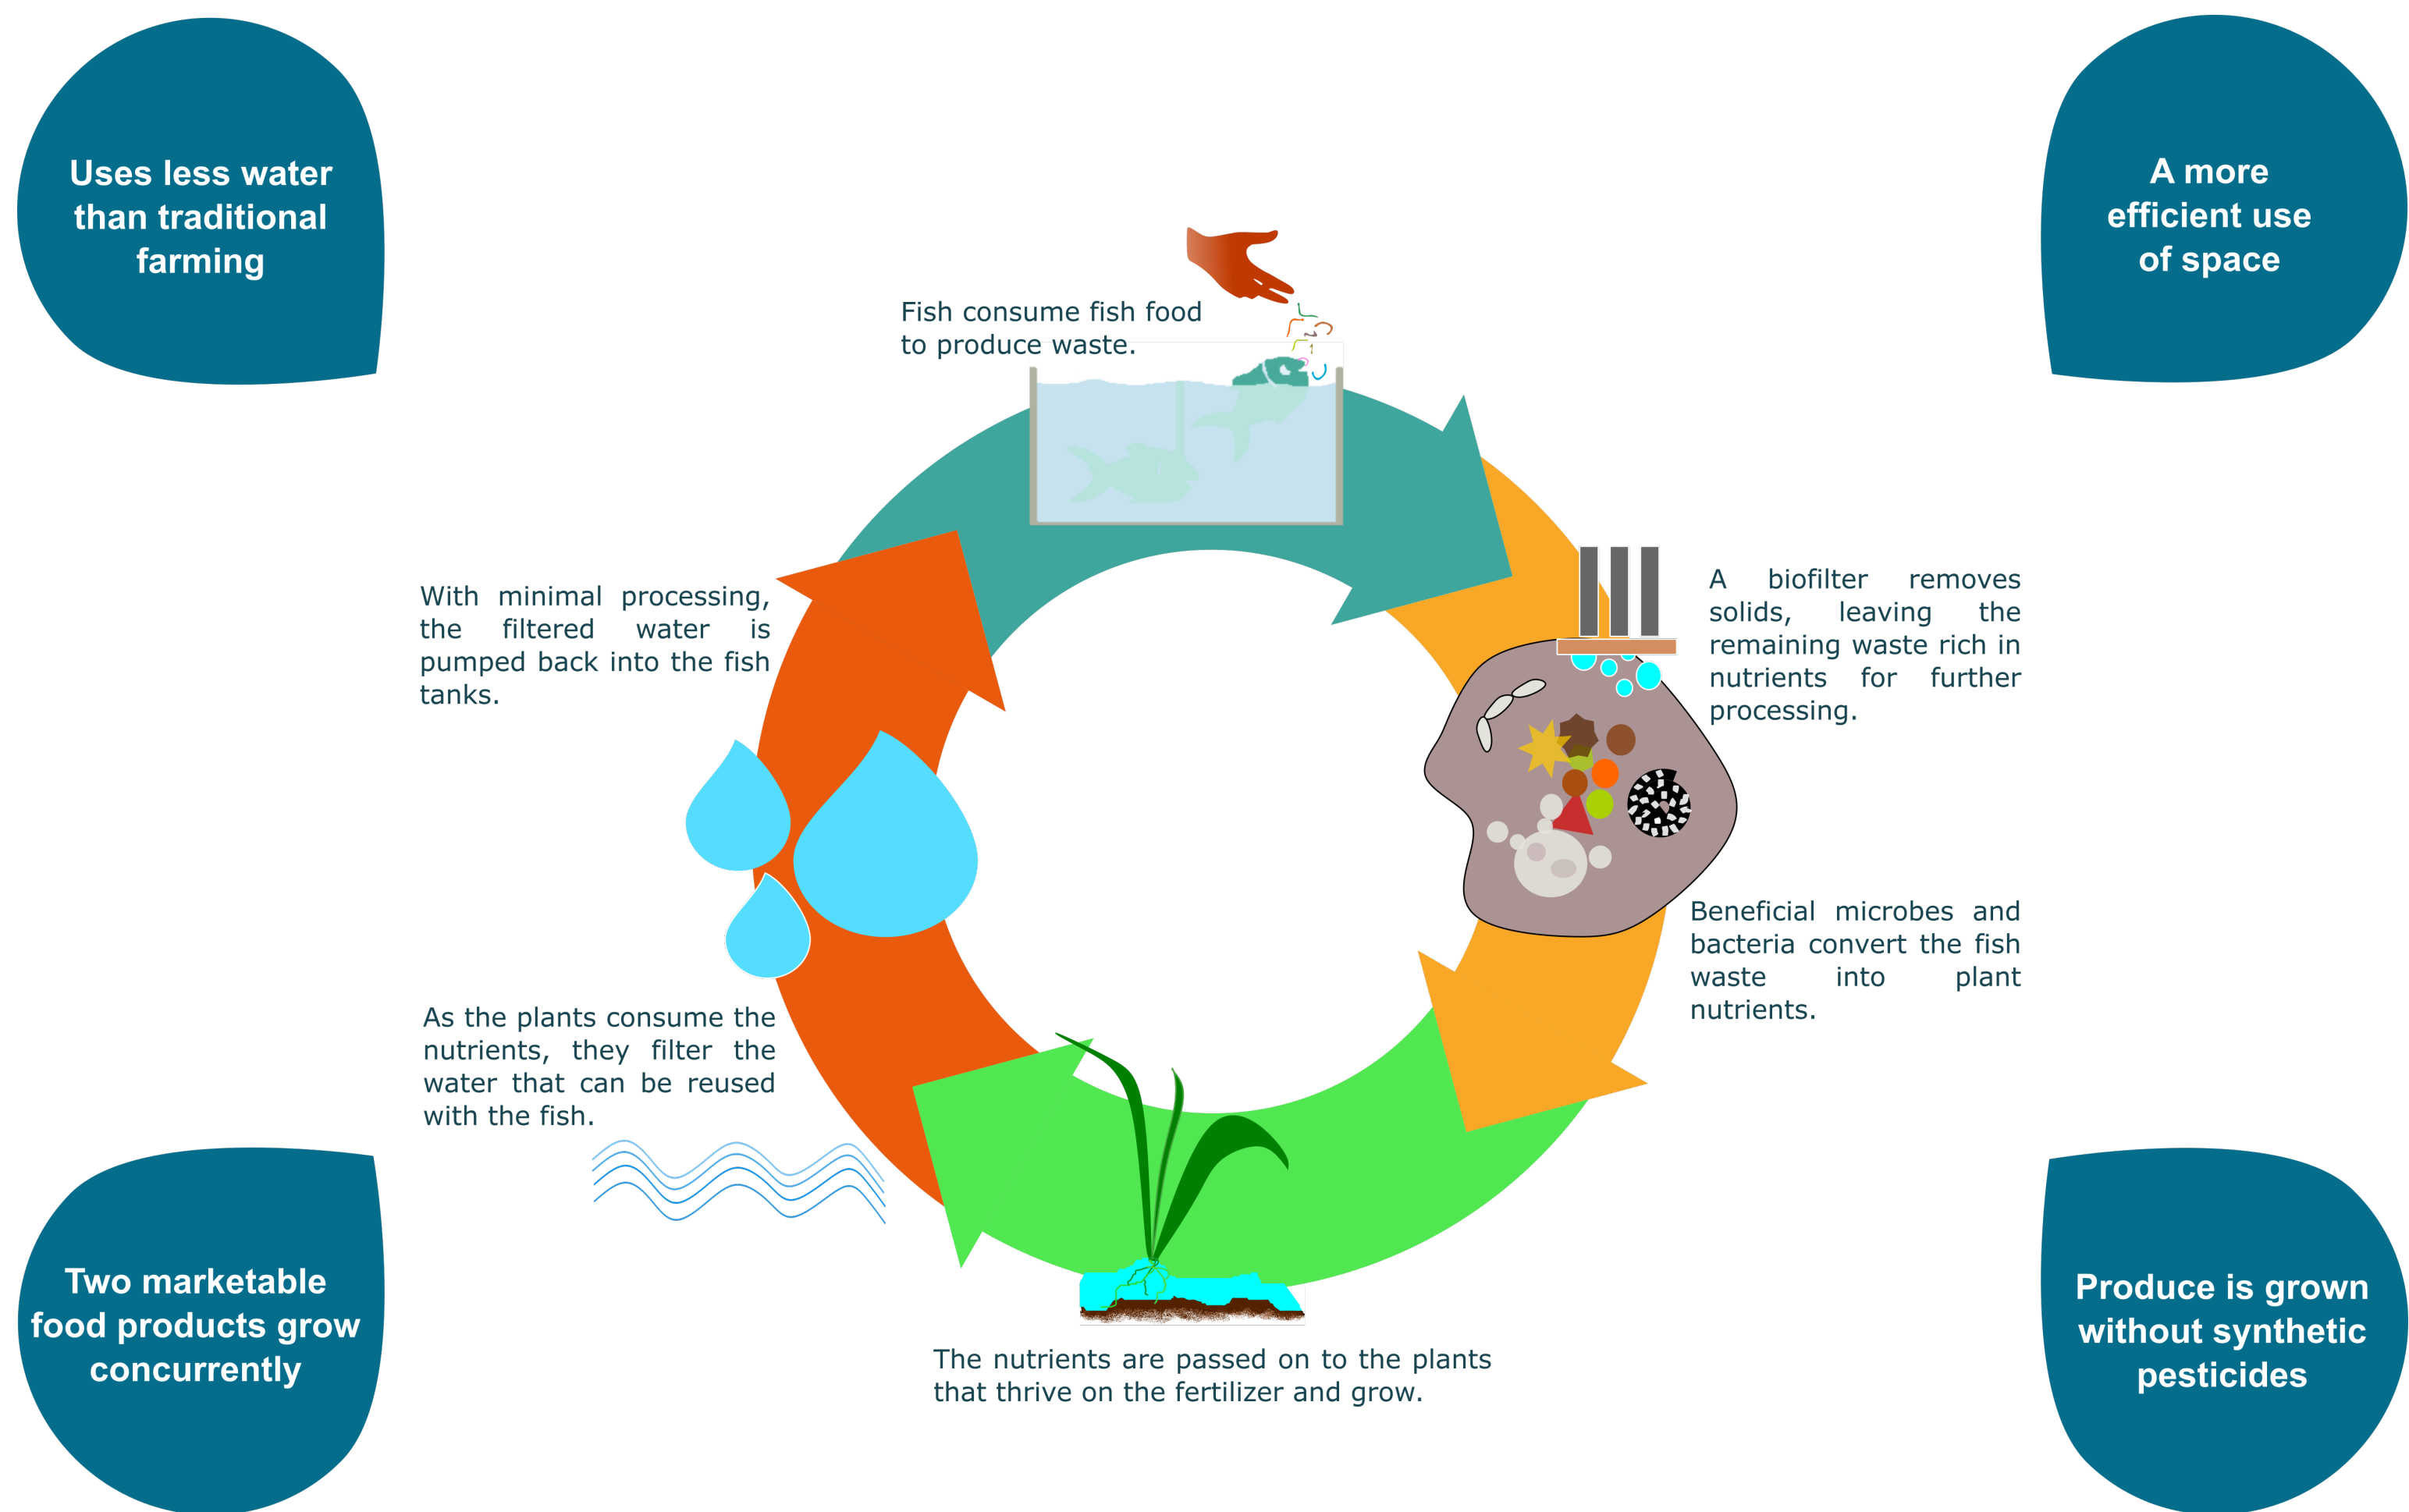 Uses less water
than traditional
farming
A more
efficient use
of space
Fish consume fish food
to produce waste.
A biofilter removes
solids, leaving the
remaining waste rich in
nutrients for further
processing.
Beneficial microbes and
bacteria convert the fish
waste into plant
nutrients.
The nutrients are passed on to the plants
that thrive on the fertilizer and grow.
As the plants consume the
nutrients, they filter the
water that can be reused
with the fish.
With minimal processing,
the filtered water is
pumped back into the fish
tanks.
Two marketable
food products grow
concurrently
Produce is grown
without synthetic
pesticides